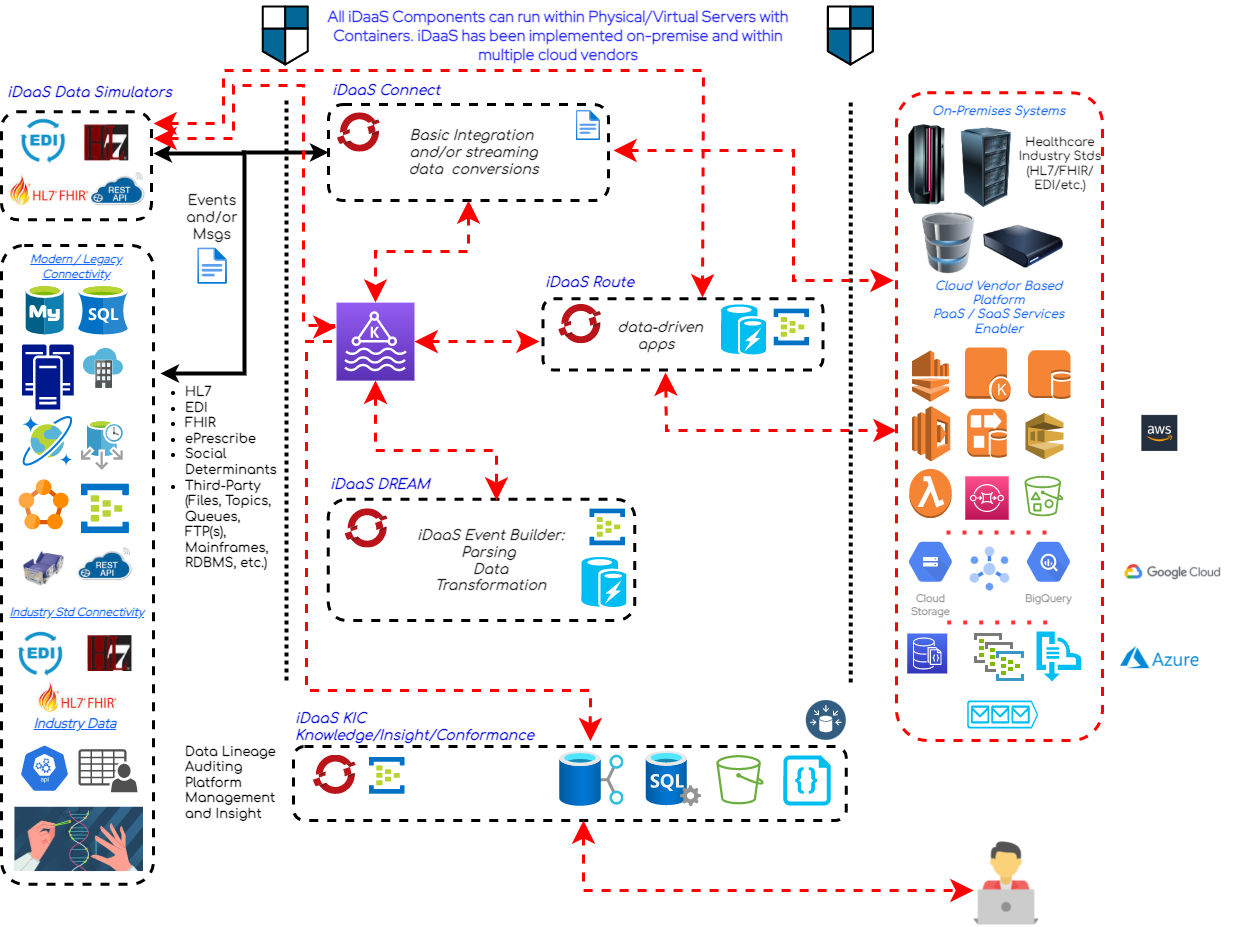 All iDaaS Components can run within Physical/Virtual Servers with
Containers. iDaaS has been implemented on-premise and within
multiple cloud vendors
iDaaS Data Simulators
EDI
HL7
HL7 FHIR
REST
API
Events
and/or
Msgs
Modern / Legacy
Connectivity
My
SQL
REST
API
Industry Std Connectivity
EDI
HL7
HL7 FHIR
Industry Data
api
HL7
EDI
FHIR
ePrescribe
Social
Determinants
Third-Party
(Files, Topics,
Queues,
FTP(s),
Mainframes,
RDBMS, etc.)
iDaaS Connect
Basic Integration
and/or streaming
data conversions
K
iDaaS Route
data-driven
apps
iDaaS DREAM
iDaaS Event Builder:
Parsing
Data
Transformation
iDaaS KIC
Knowledge/Insight/Conformance
Data Lineage
Auditing
Platform
Management
and Insight
SQL
{}
On-Premises Systems
Healthcare
Industry Stds
(HL7/FHIR/
EDI/etc.)
Cloud Vendor Based
Platform
PaaS / SaaS Services
Enabler
K
λ
Cloud
Storage
BigQuery
{}
aws
Google Cloud
Azure